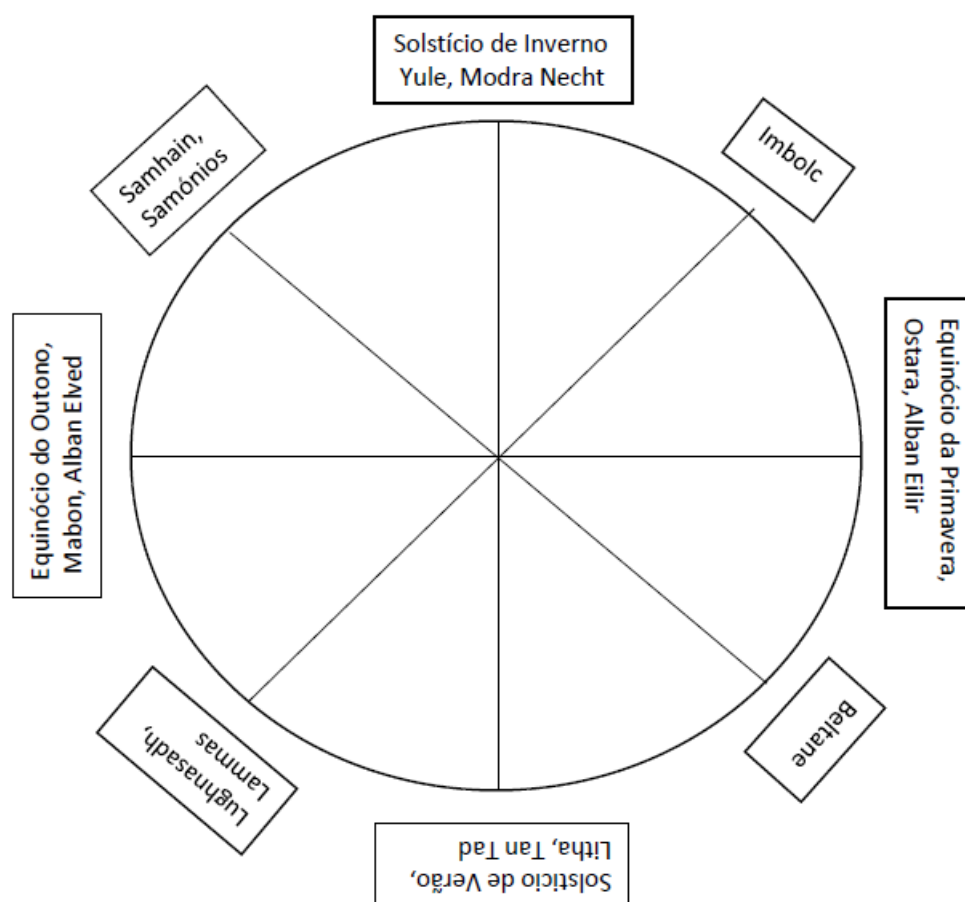 Solstício de Inverno
Yule, Modra Necht
Imbolc
Equinócio da Primavera,
Ostara, Alban Eilir
Beltane
Solsticio de Verão,
Litha, Tan Tad
Lughnasadh,
Lammas
Equinócio do Outono,
Mabon, Alban Elved
Samhain,
Samónios